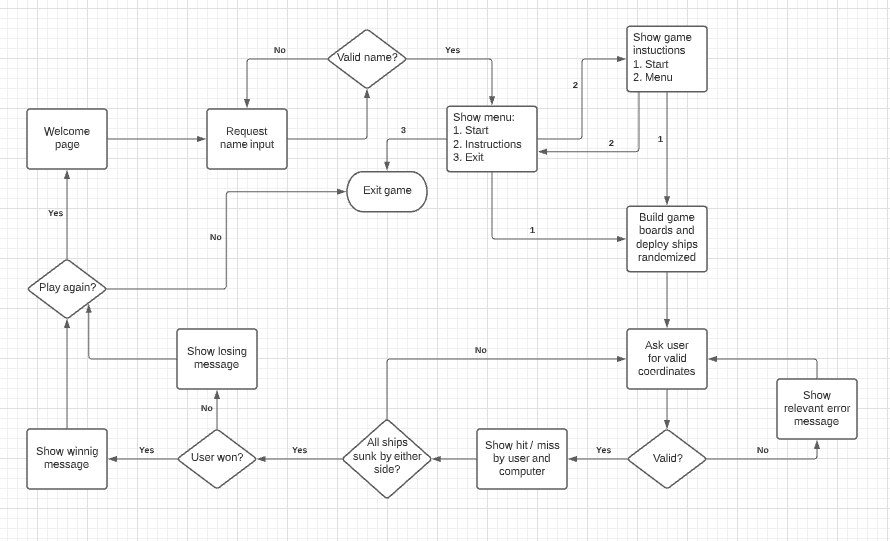 No
Valid name?
Yes
Show game
instuctions
1. Start
2. Menu
2
Welcome
page
Request
name input
3
Show menu:
1. Start
2. Instructions
3. Exit
2
1
Exit game
Yes
No
1
Build game
boards and
deploy ships
randomized
Play again?
Show losing
message
No
Ask user
for valid
coordinates
Show
relevant error
message
No
Show winnig
message
Yes
User won?
Yes
All ships
sunk by either
side?
Show hit / miss
by user and
computer
Yes
Valid?
No